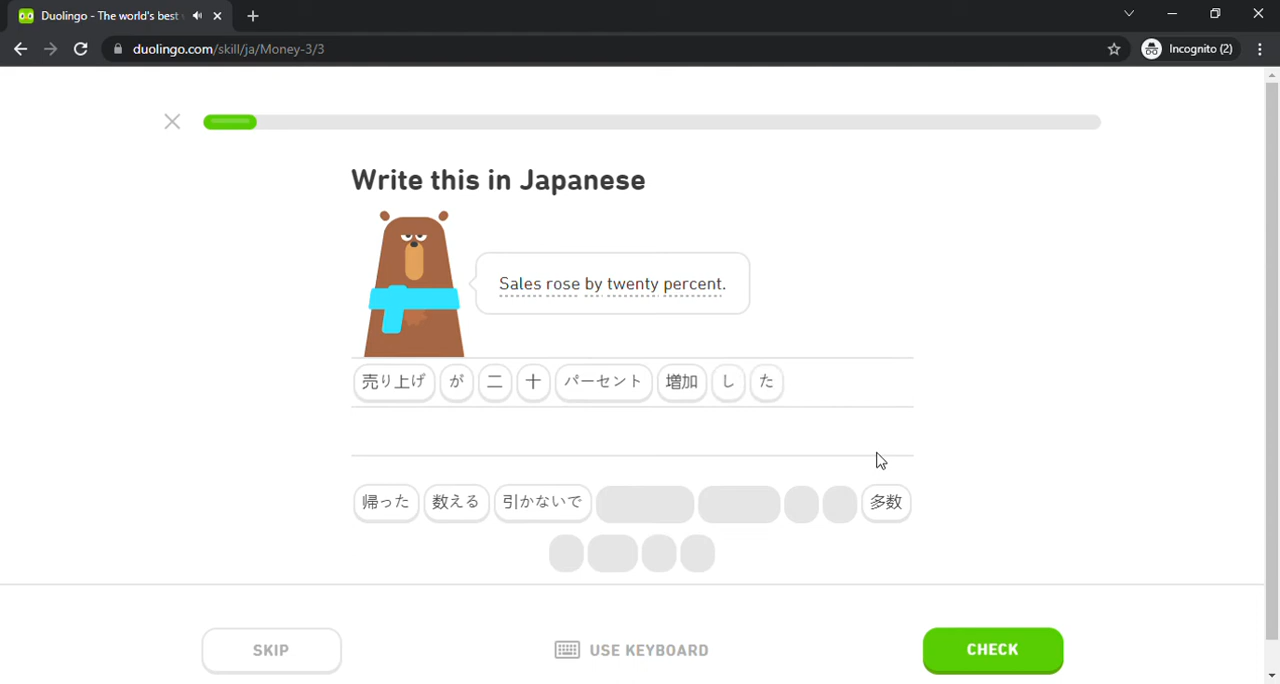 Duolingo - The world's best
duolingo.com/skill/ja/Money-3/3
Incognito (2)
Write this in Japanese
Sales rose by twenty percent.
売り上げ が 二 十 パーセント 増加 し た
帰った 数える 引かないで 多数
SKIP
USE KEYBOARD
CHECK